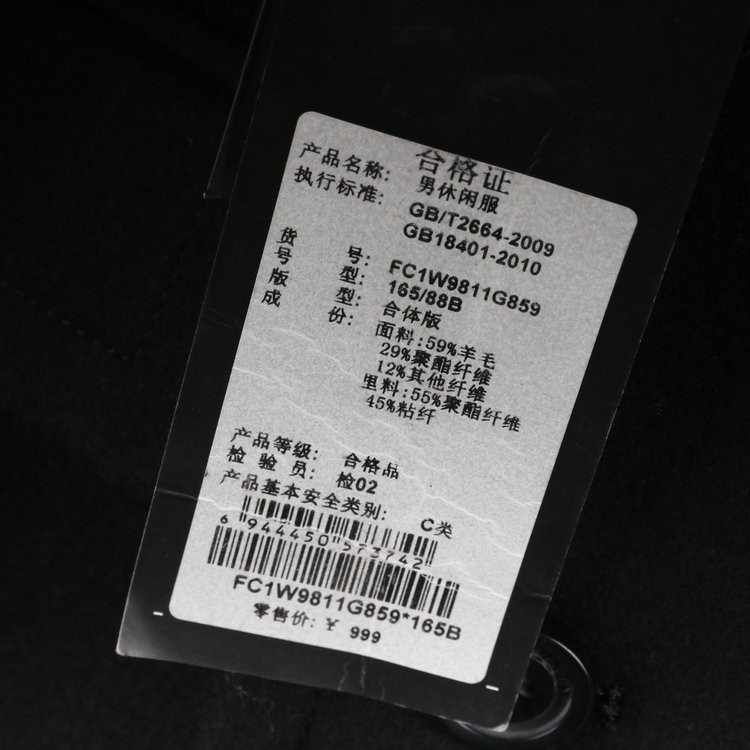 合格证
产品名称: 男休闲服
执行标准: GB/T2664-2009
GB18401-2010
货 号: FC1W9811G859
号 型: 165/88B
版 型: 合体版
成 份: 面料:59%羊毛
29%聚酯纤维
12%其他纤维
里料:55%聚酯纤维
45%粘纤
产品等级: 合格品
检 验 员: 检02
产品基本安全类别: C类
6 944450 573742
FC1W9811G859*165B
零售价: ¥ 999